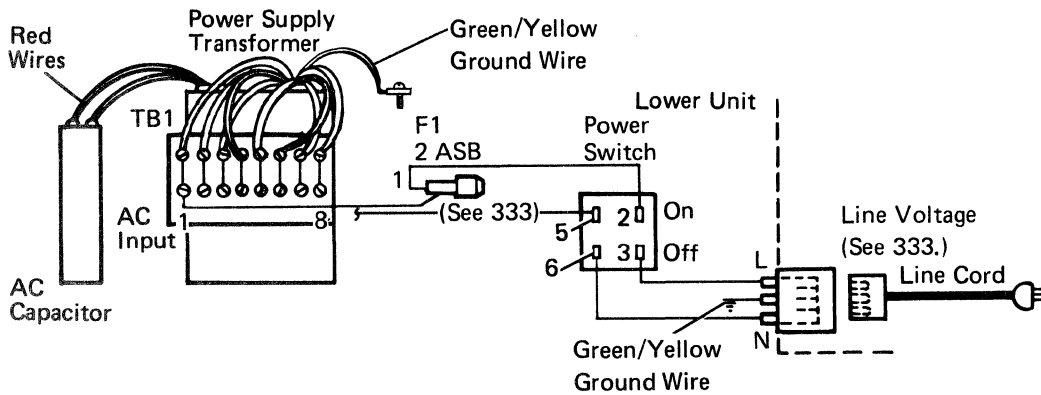 Red
Wires
Power Supply
Transformer
Green/Yellow
Ground Wire
TB1
F1
2 ASB
1
Lower Unit
Power
Switch
1
8
AC
Input
(See 333)
5
2
On
6
3
Off
Line Voltage
(See 333.)
Line Cord
L
N
AC
Capacitor
Green/Yellow
Ground Wire